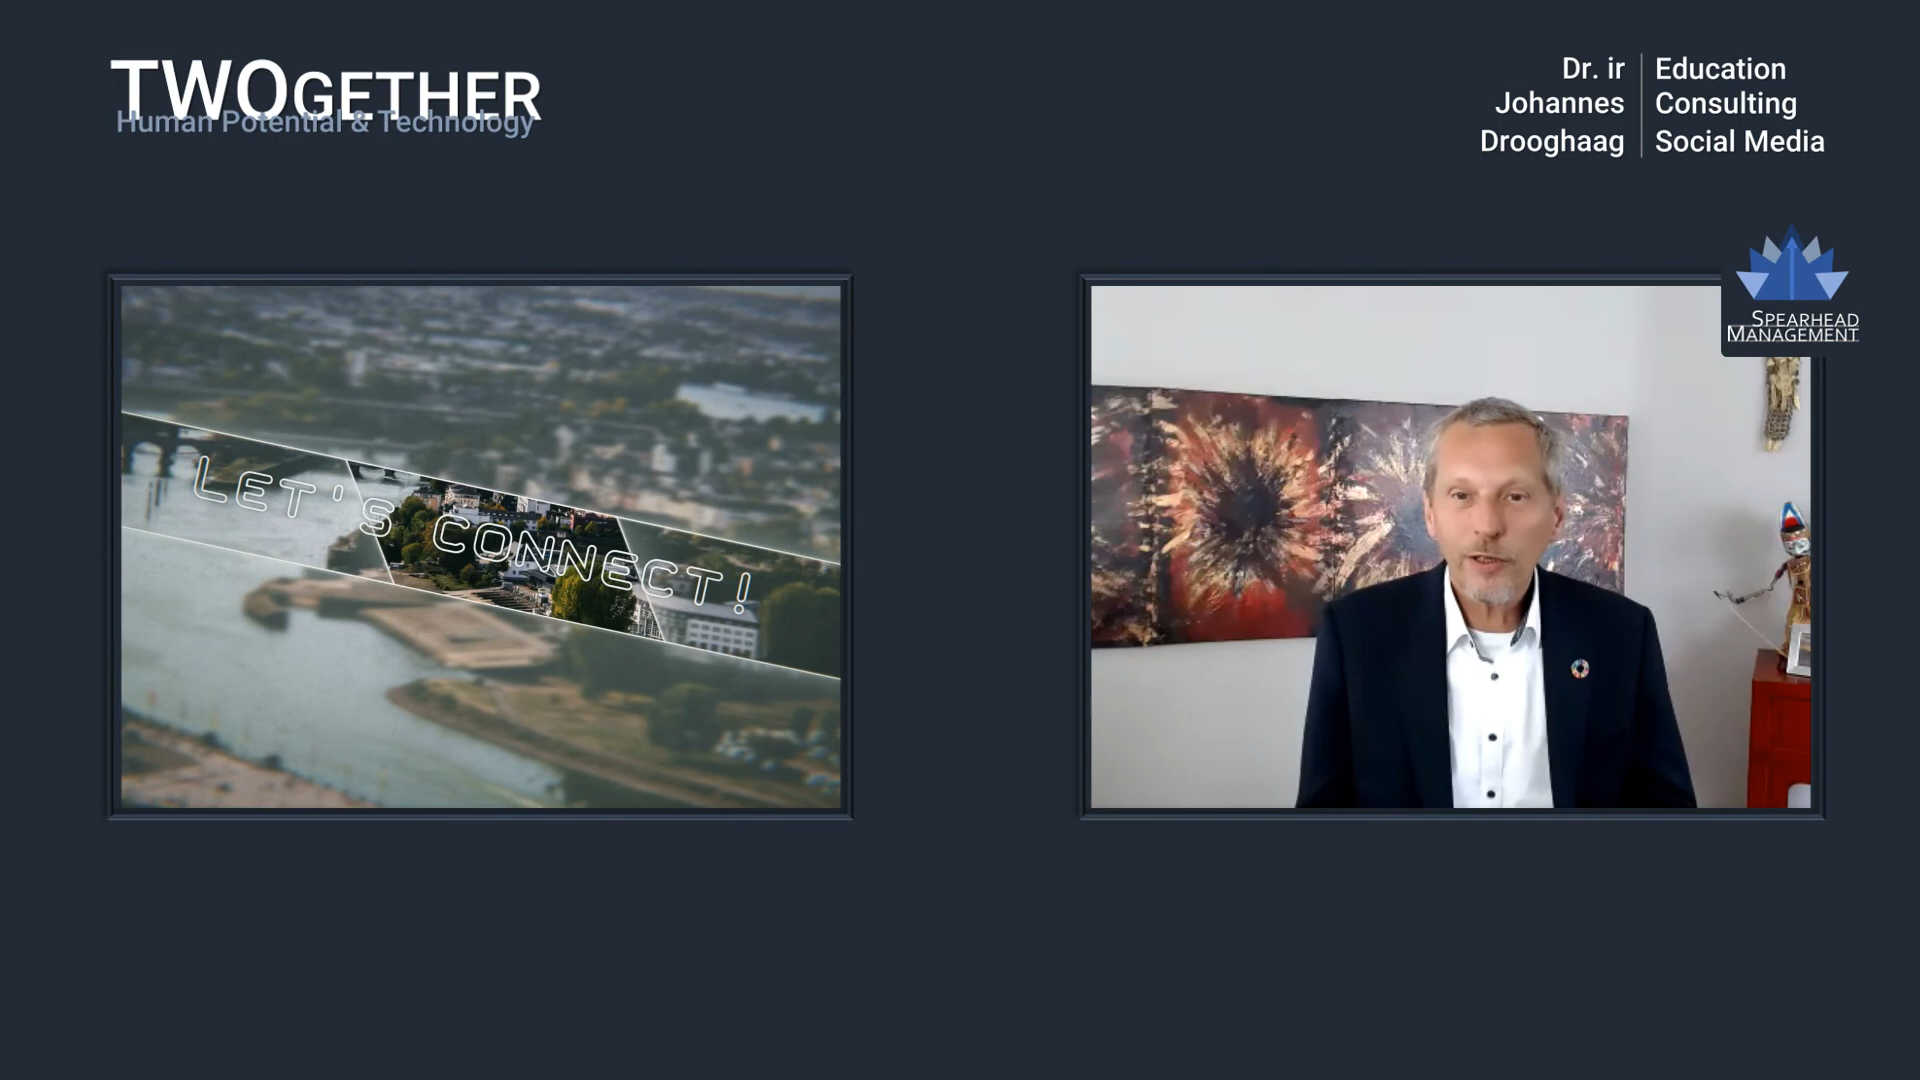 TWOGETHER
Human Potential & Technology
Dr. ir
Johannes
Drooghaag
Education
Consulting
Social Media
SPEARHEAD
MANAGEMENT
LET'S CONNECT!